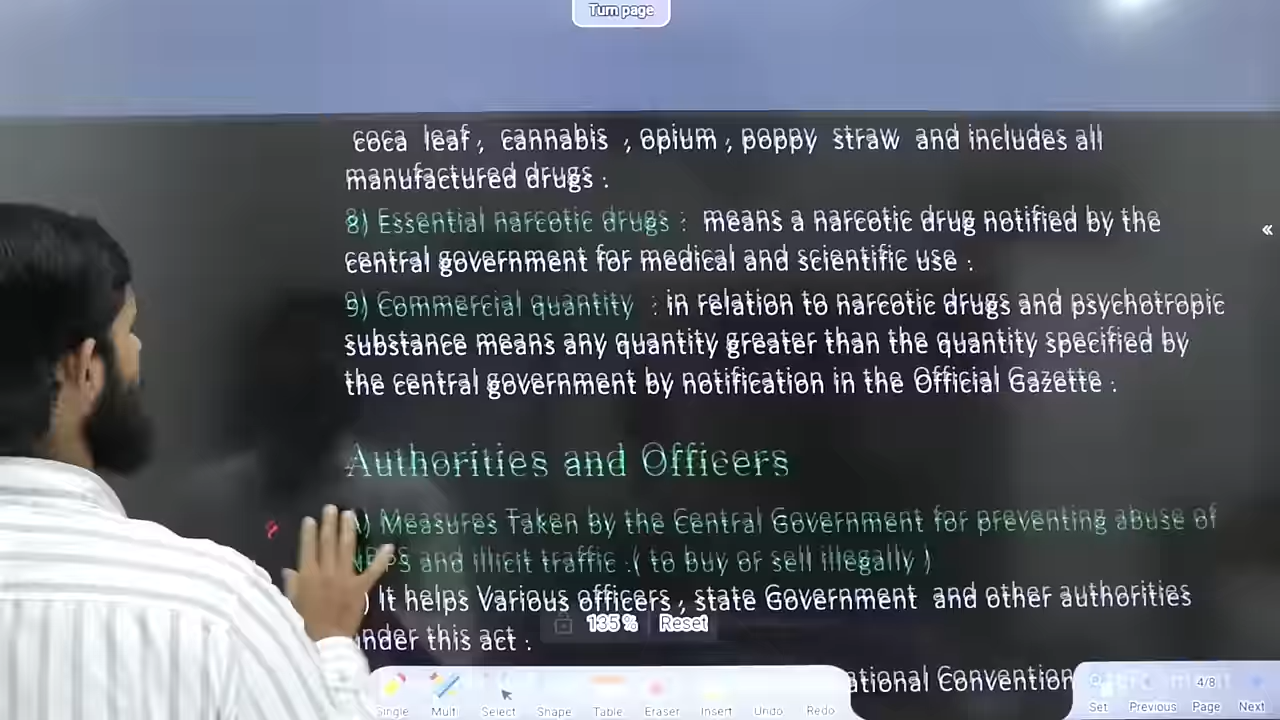 Turn page
coca leaf , cannabis , opium , poppy straw and includes all
manufactured drugs :
8) Essential narcotic drugs : means a narcotic drug notified by the
central government for medical and scientific use :
9) Commercial quantity : in relation to narcotic drugs and psychotropic
substance means any quantity greater than the quantity specified by
the central government by notification in the Official Gazette :
Authorities and Officers
) Measures Taken by the Central Government for preventing abuse of
NDPS and illicit traffic .( to buy or sell illegally )
) It helps Various officers , state Government and other authorities
under this act :
135% Reset
ational Convention
4/8
Single Mult Select Shape Table Eraser Insert Undo Redo
Set Previous Page Next